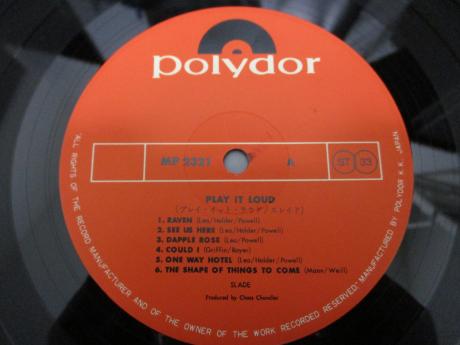 polydor
MP 2321 A ST 33
PLAY IT LOUD
(プレイ・イット・ラウド/スレイド)
1. RAVEN (Lea/Holder/Powell)
2. SEE US HERE (Lea/Holder/Powell)
3. DAPPLE ROSE (Lea/Powell)
4. COULD I (Griffin/Royer)
5. ONE WAY HOTEL (Lea/Holder/Powell)
6. THE SHAPE OF THINGS TO COME (Mann/Weill)
SLADE
Produced by Chass Chandler
"ALL RIGHTS OF THE RECORD MANUFACTURER AND OF THE OWNER OF THE WORK RECORDED RESERVED." MANUFACTURED BY POLYDOR K.K. JAPAN